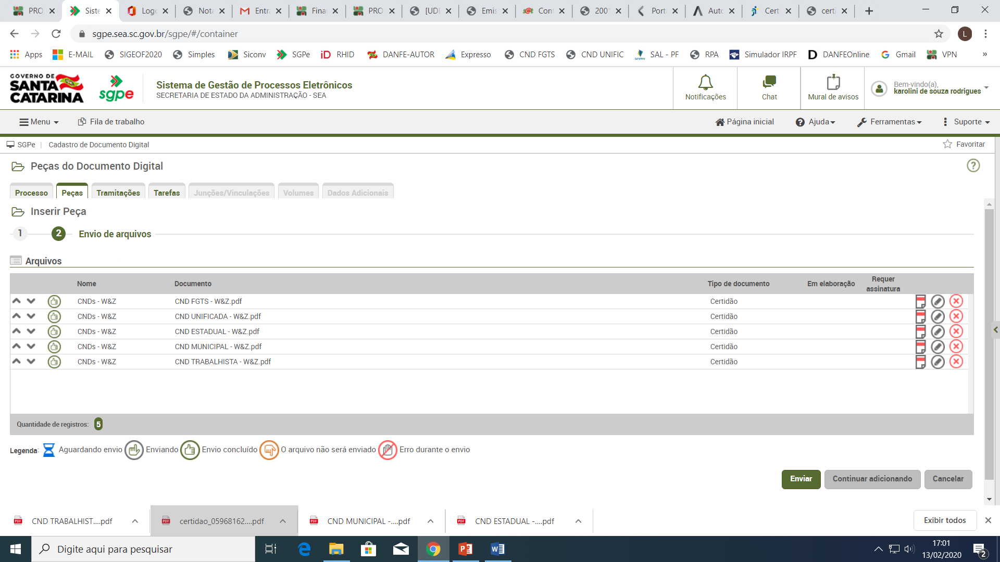 PRO Siste Logo Nota Entr Finan PRO [UDE Emis Con 2001 Port Auto Cert certi
sgpe.sea.sc.gov.br/sgpe/#/container L
Apps E-MAIL SIGEOF2020 Simples Siconv SGPe RHID DANFE-AUTOR Expresso CND FGTS CND UNIFIC SAL - PF RPA Simulador IRPF DANFEOnline Gmail VPN »
GOVERNO DE
SANTA
CATARINA
sgpe
Sistema de Gestão de Processos Eletrônicos
SECRETARIA DE ESTADO DA ADMINISTRAÇÃO - SEA
Notificações Chat Mural de avisos
Bem-vindo(a),
karolini de souza rodrigues
Menu Fila de trabalho Página inicial Ajuda Ferramentas Suporte
SGPe | Cadastro de Documento Digital Favoritar
Peças do Documento Digital ?
Processo Peças Tramitações Tarefas Junções/Vinculações Volumes Dados Adicionais
Inserir Peça
1 2 Envio de arquivos
Arquivos
Nome Documento Tipo de documento Em elaboração Requer assinatura
CNDs - W&Z CND FGTS - W&Z.pdf Certidão
CNDs - W&Z CND UNIFICADA - W&Z.pdf Certidão
CNDs - W&Z CND ESTADUAL - W&Z.pdf Certidão
CNDs - W&Z CND MUNICIPAL - W&Z.pdf Certidão
CNDs - W&Z CND TRABALHISTA - W&Z.pdf Certidão
Quantidade de registros: 5
Legenda: Aguardando envio Enviando Envio concluído O arquivo não será enviado Erro durante o envio
Enviar Continuar adicionando Cancelar
CND TRABALHIST....pdf certidao_05968162....pdf CND MUNICIPAL -....pdf CND ESTADUAL -....pdf Exibir todos
Digite aqui para pesquisar
17:01
13/02/2020
2